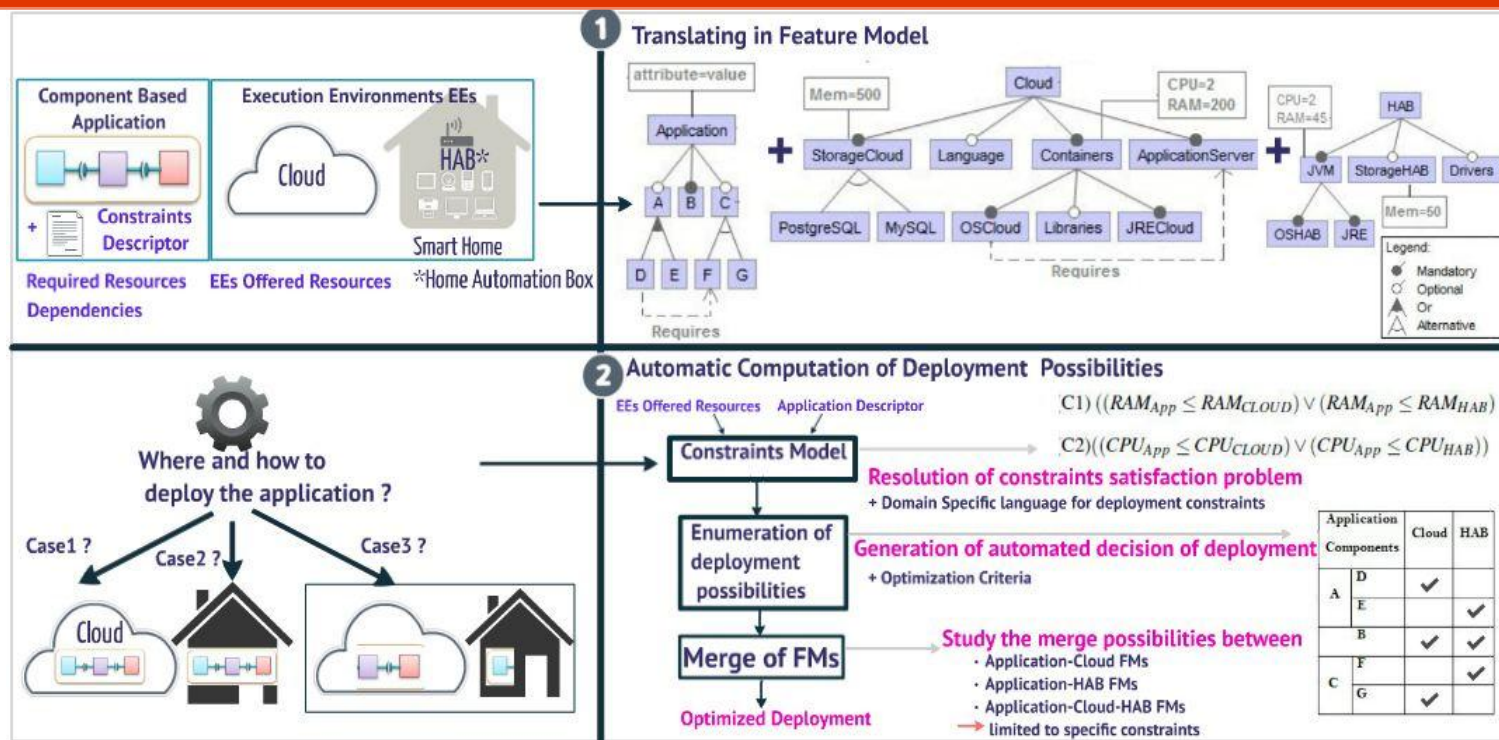 Component Based
Application
+
Constraints
Descriptor
Required Resources
Dependencies
Execution Environments EEs
Cloud
HAB*
Smart Home
EEs Offered Resources
*Home Automation Box
1
Translating in Feature Model
attribute=value
Application
A
B
C
D
E
F
G
Requires
+
Mem=500
Cloud
CPU=2
RAM=200
StorageCloud
Language
Containers
ApplicationServer
PostgreSQL
MySQL
OSCloud
Libraries
JRECloud
Requires
+
CPU=2
RAM=45
HAB
JVM
StorageHAB
Drivers
Mem=50
OSHAB
JRE
Legend:
Mandatory
Optional
Or
Alternative
Where and how to
deploy the application ?
Case1 ?
Case2 ?
Case3 ?
Cloud
2
Automatic Computation of Deployment Possibilities
EEs Offered Resources
Application Descriptor
Constraints Model
C1) ((RAM_App ≤ RAM_CLOUD) ∨ (RAM_App ≤ RAM_HAB)
C2)((CPU_App ≤ CPU_CLOUD) ∨ (CPU_App ≤ CPU_HAB))
Resolution of constraints satisfaction problem
+ Domain Specific language for deployment constraints
Enumeration of
deployment
possibilities
Generation of automated decision of deployment
+ Optimization Criteria
Merge of FMs
Study the merge possibilities between
· Application-Cloud FMs
· Application-HAB FMs
· Application-Cloud-HAB FMs
limited to specific constraints
Optimized Deployment
Application
Components
Cloud
HAB
A
D ✓
E ✓
B ✓ ✓
C
F ✓
G ✓